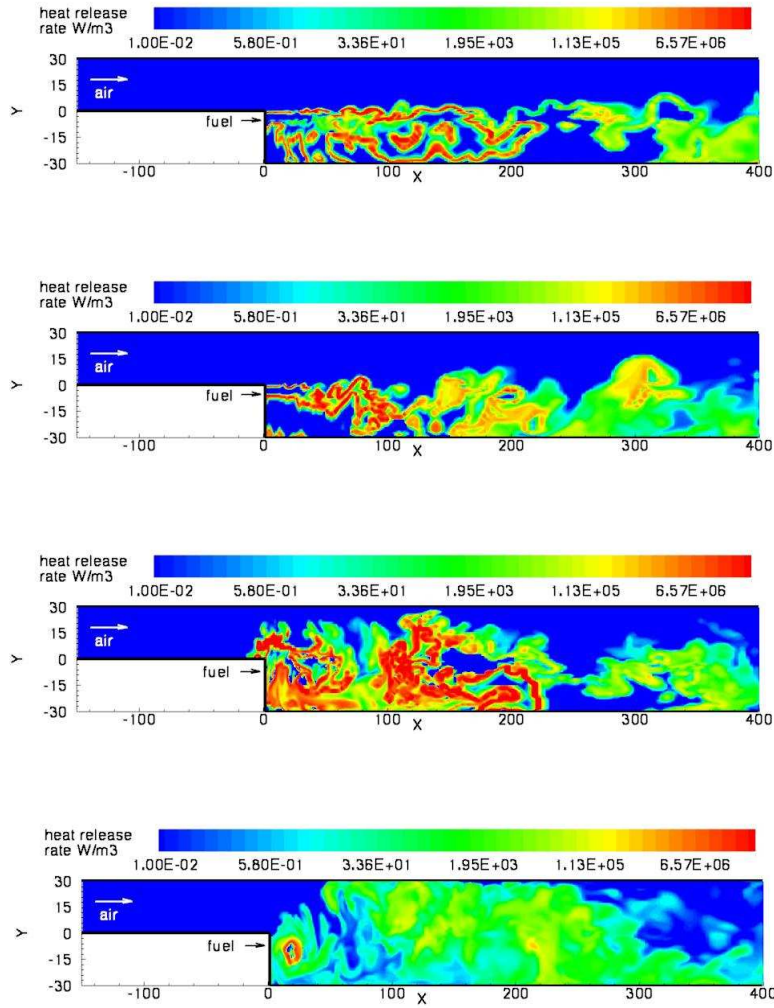 heat release
rate W/m3
1.00E-02 5.80E-01 3.36E+01 1.95E+03 1.13E+05 6.57E+06
30
15
0
-15
-30
Y
air
fuel
-100 0 100 200 300 400
X
heat release
rate W/m3
1.00E-02 5.80E-01 3.36E+01 1.95E+03 1.13E+05 6.57E+06
30
15
0
-15
-30
Y
air
fuel
-100 0 100 200 300 400
X
heat release
rate W/m3
1.00E-02 5.80E-01 3.36E+01 1.95E+03 1.13E+05 6.57E+06
30
15
0
-15
-30
Y
air
fuel
-100 0 100 200 300 400
X
heat release
rate W/m3
1.00E-02 5.80E-01 3.36E+01 1.95E+03 1.13E+05 6.57E+06
30
15
0
-15
-30
Y
air
fuel
-100 0 100 200 300 400
X